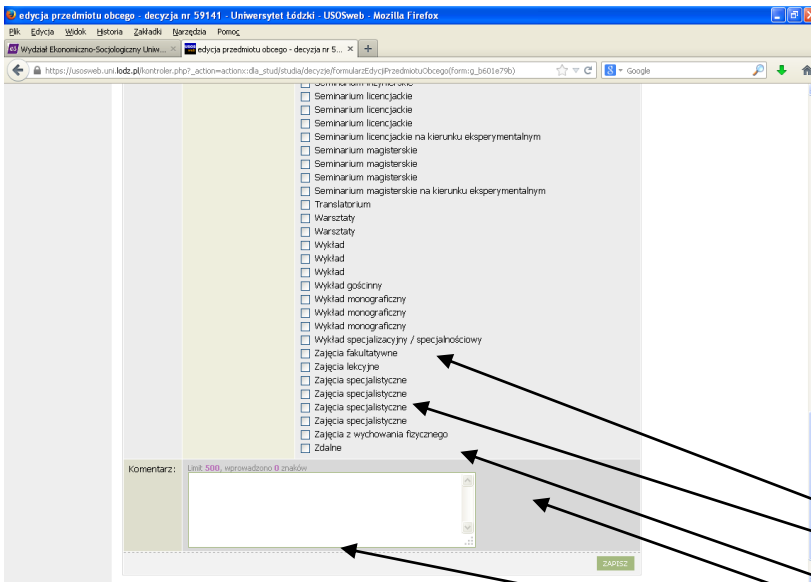 edycja przedmiotu obcego - decyzja nr 59141 - Uniwersytet Łódzki - USOSweb - Mozilla Firefox
Plik Edycja Widok Historia Zakładki Narzędzia Pomoc
Wydział Ekonomiczno-Socjologiczny Uniw... × edycja przedmiotu obcego - decyzja nr 5... × +
https://usosweb.uni.lodz.pl/kontroler.php?_action=actionx:dla_stud/studia/decyzje/formularzEdycjiPrzedmiotuObcego(form:g_b601e79b) Google
Seminarium inżynierskie
Seminarium licencjackie
Seminarium licencjackie
Seminarium licencjackie
Seminarium licencjackie na kierunku eksperymentalnym
Seminarium magisterskie
Seminarium magisterskie
Seminarium magisterskie
Seminarium magisterskie na kierunku eksperymentalnym
Translatorium
Warsztaty
Warsztaty
Wykład
Wykład
Wykład
Wykład gościnny
Wykład monograficzny
Wykład monograficzny
Wykład monograficzny
Wykład specjalizacyjny / specjalnościowy
Zajęcia fakultatywne
Zajęcia lekcyjne
Zajęcia specjalistyczne
Zajęcia specjalistyczne
Zajęcia specjalistyczne
Zajęcia specjalistyczne
Zajęcia z wychowania fizycznego
Zdalne
Komentarz: Limit 500, wprowadzono 0 znaków
ZAPISZ